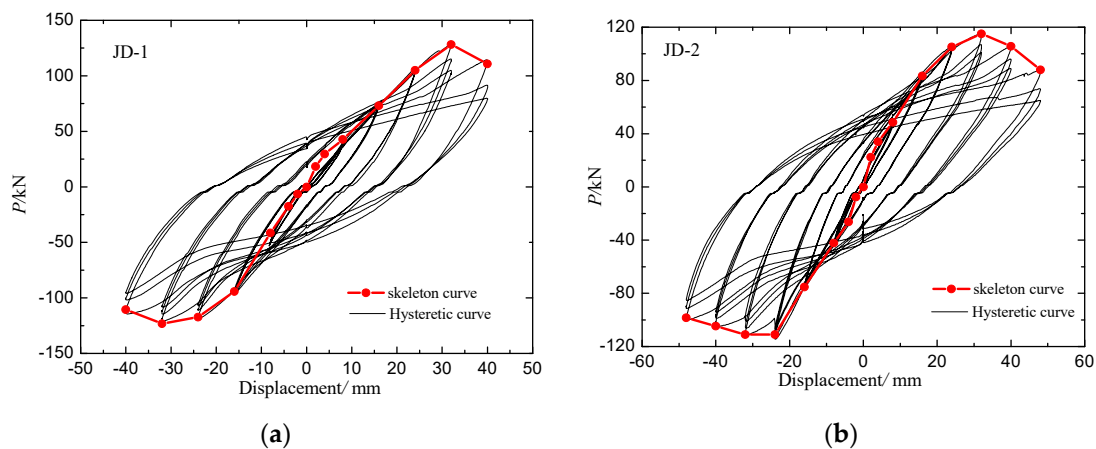 JD-1
P/kN
150
100
50
0
-50
-100
-150
-50 -40 -30 -20 -10 0 10 20 30 40 50
Displacement/ mm
skeleton curve
Hysteretic curve
(a)
JD-2
P/kN
120
80
40
0
-40
-80
-120
-60 -40 -20 0 20 40 60
Displacement/ mm
skeleton curve
Hysteretic curve
(b)